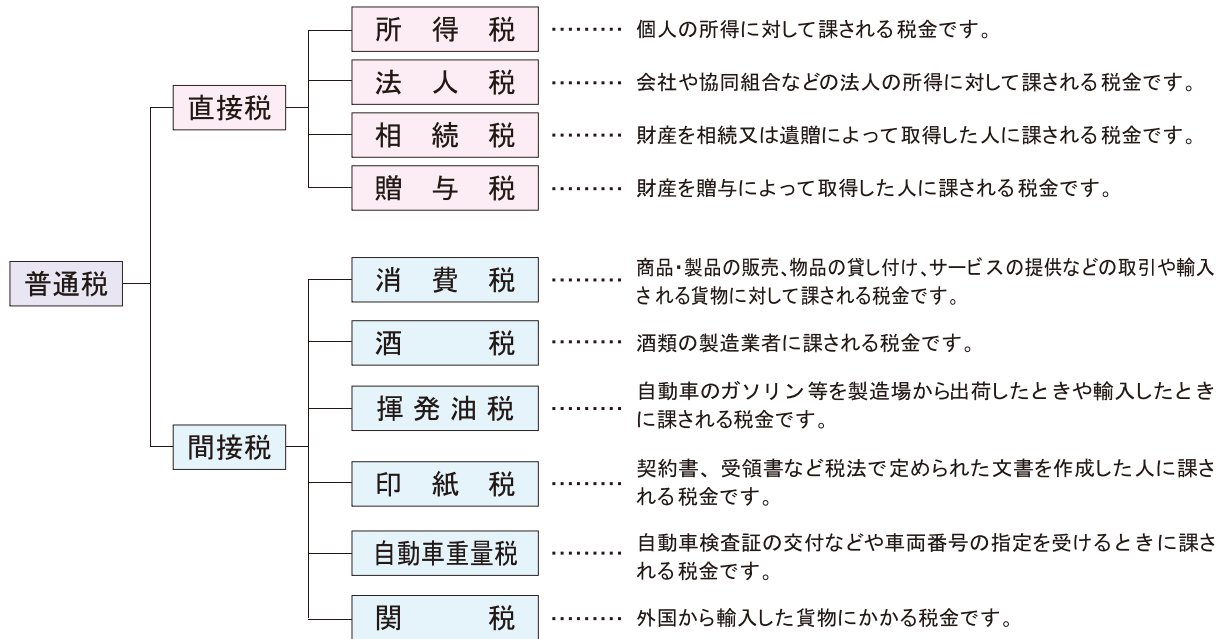 普通税
直接税
所得税 ……… 個人の所得に対して課される税金です。
法人税 ……… 会社や協同組合などの法人の所得に対して課される税金です。
相続税 ……… 財産を相続又は遺贈によって取得した人に課される税金です。
贈与税 ……… 財産を贈与によって取得した人に課される税金です。
間接税
消費税 ……… 商品・製品の販売、物品の貸し付け、サービスの提供などの取引や輸入
される貨物に対して課される税金です。
酒税 ……… 酒類の製造業者に課される税金です。
揮発油税 ……… 自動車のガソリン等を製造場から出荷したときや輸入したとき
に課される税金です。
印紙税 ……… 契約書、受領書など税法で定められた文書を作成した人に課さ
れる税金です。
自動車重量税 ……… 自動車検査証の交付などや車両番号の指定を受けるときに課さ
れる税金です。
関税 ……… 外国から輸入した貨物にかかる税金です。